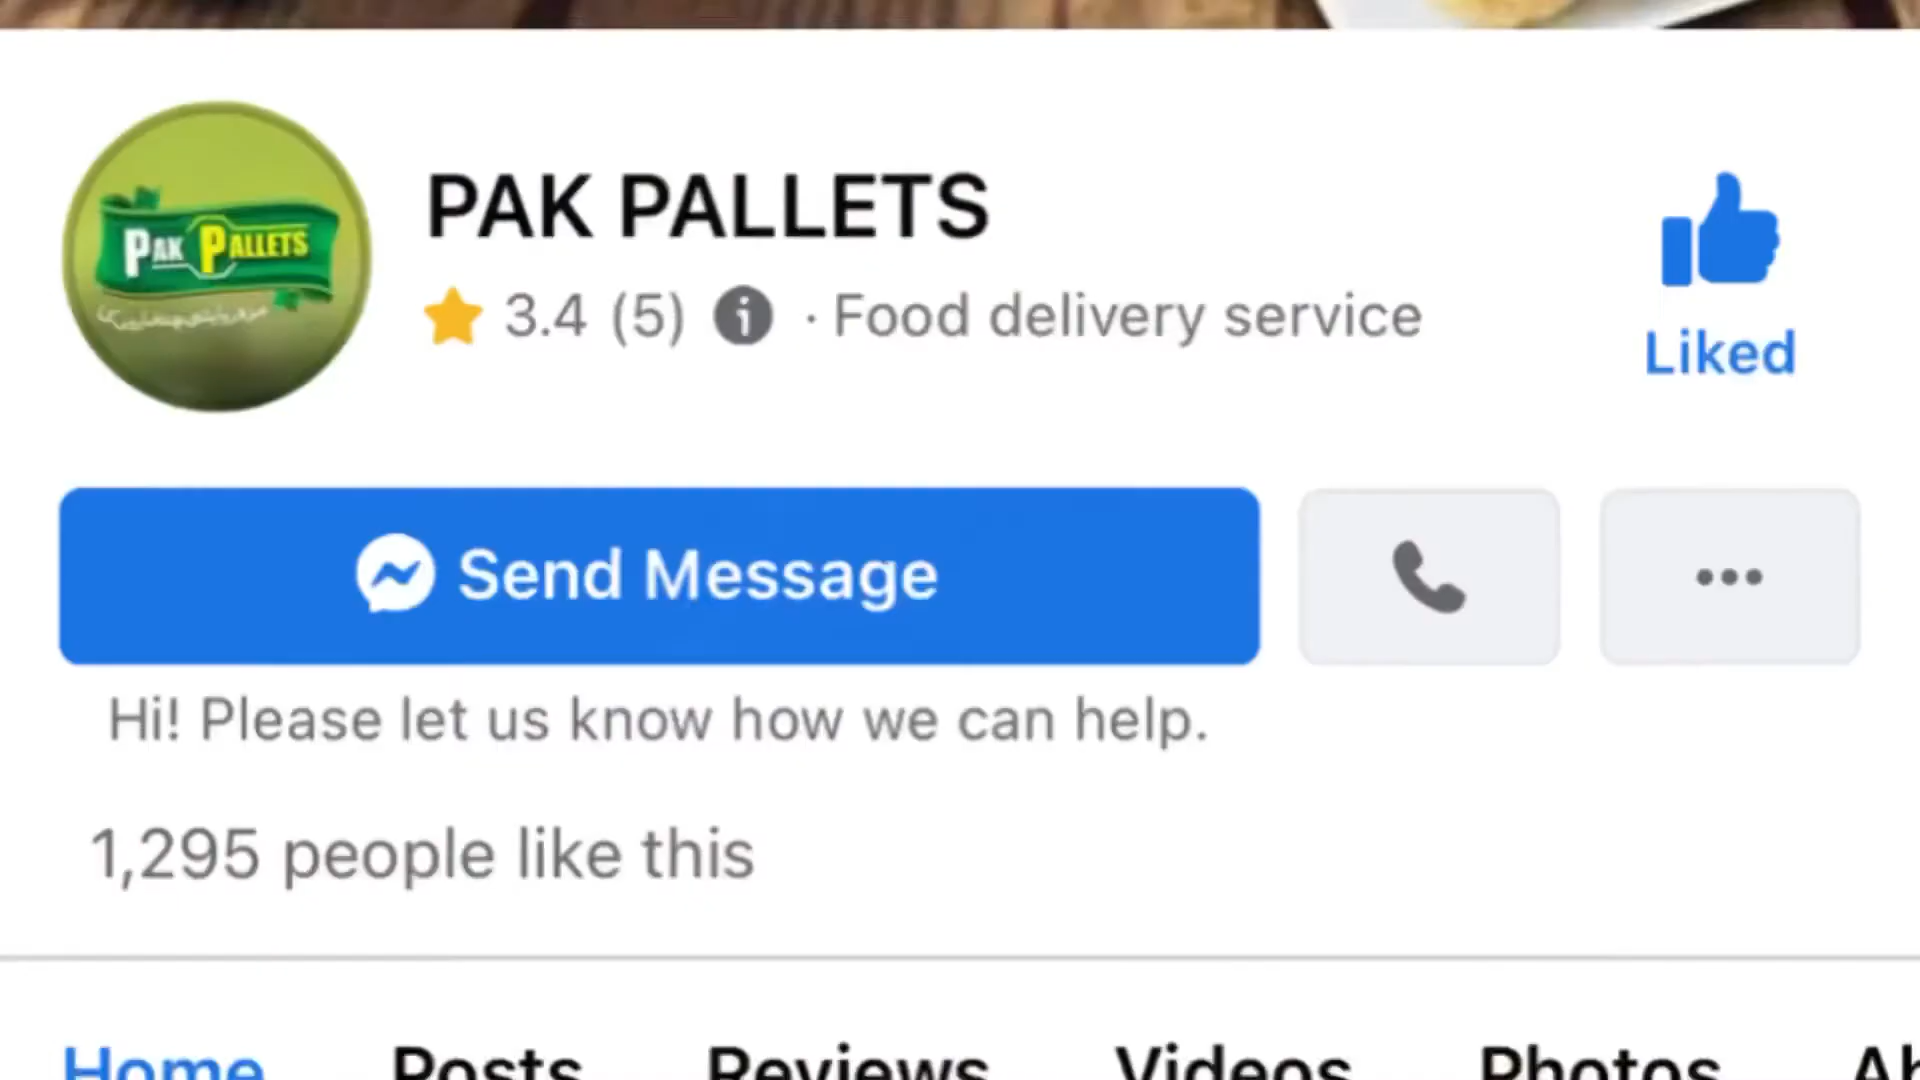 PAK PALLETS
PAK PALLETS
3.4 (5) · Food delivery service
Liked
Send Message
Hi! Please let us know how we can help.
1,295 people like this
Home Posts Reviews Videos Photos